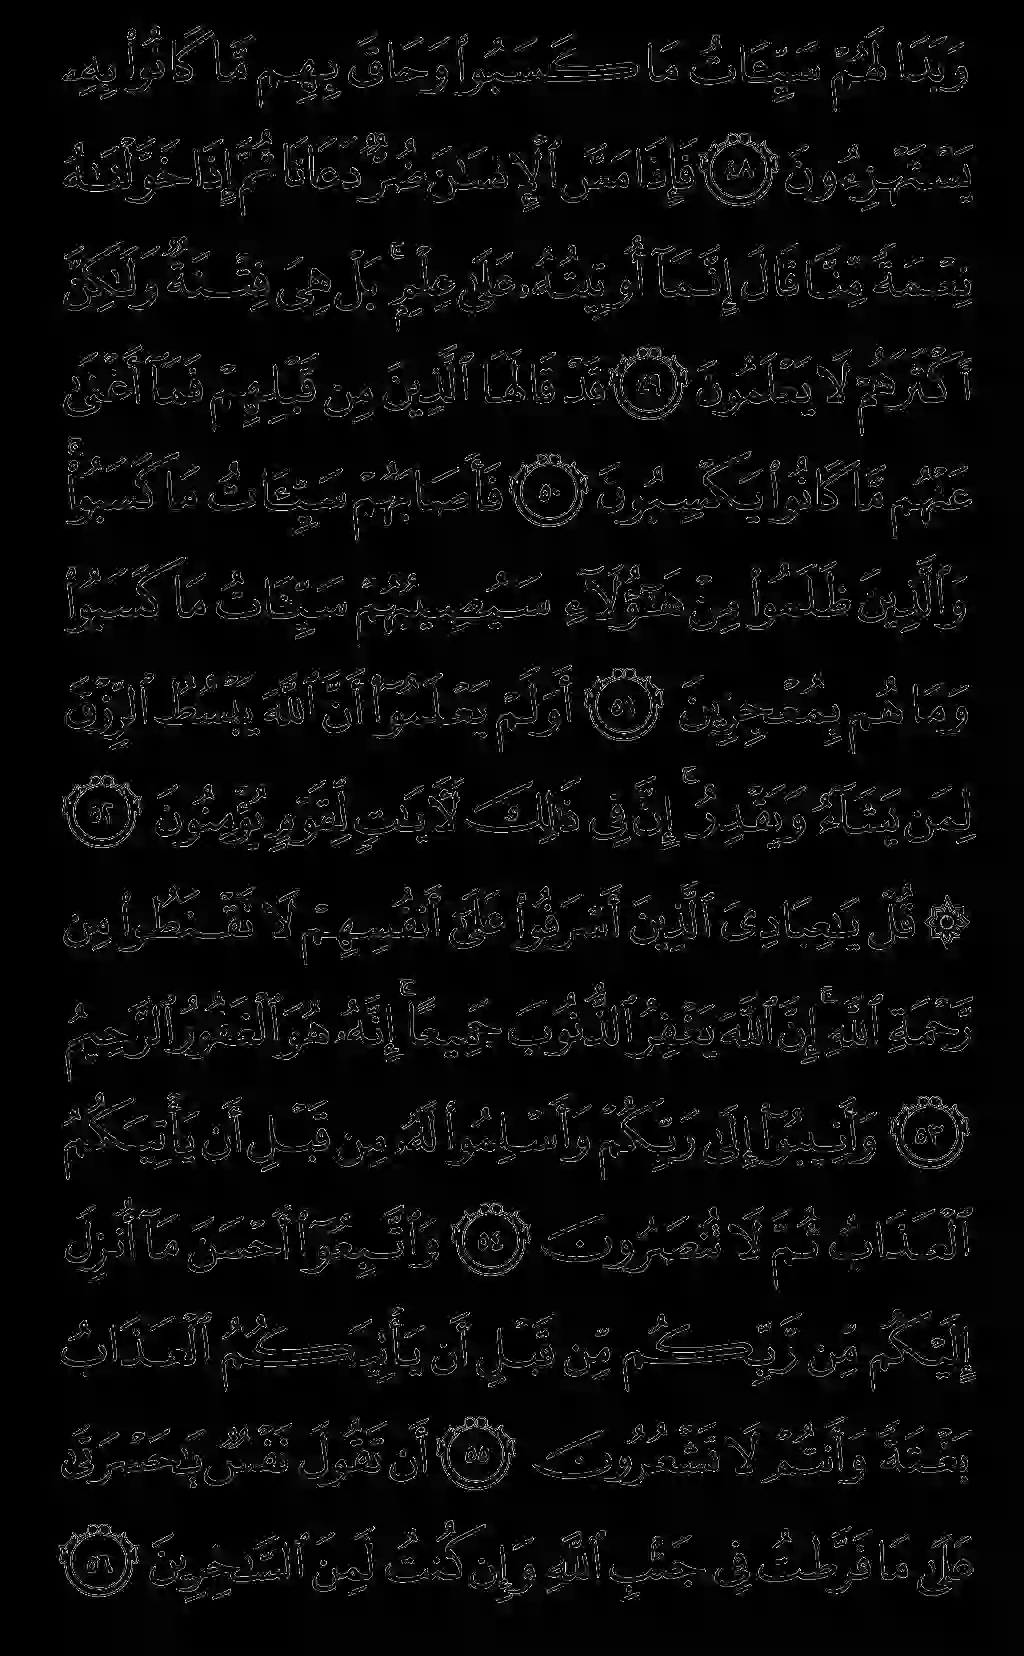 وَبَدَا لَهُمْ سَيِّـَٔاتُ مَا كَسَبُوا۟ وَحَاقَ بِهِم مَّا كَانُوا۟ بِهِۦ
يَسْتَهْزِءُونَ ٤٨ فَإِذَا مَسَّ ٱلْإِنسَـٰنَ ضُرٌّ دَعَانَا ثُمَّ إِذَا خَوَّلْنَـٰهُ
نِعْمَةً مِّنَّا قَالَ إِنَّمَآ أُوتِيتُهُۥ عَلَىٰ عِلْمٍۭ ۚ بَلْ هِىَ فِتْنَةٌ وَلَـٰكِنَّ
أَكْثَرَهُمْ لَا يَعْلَمُونَ ٤٩ قَدْ قَالَهَا ٱلَّذِينَ مِن قَبْلِهِمْ فَمَآ أَغْنَىٰ
عَنْهُم مَّا كَانُوا۟ يَكْسِبُونَ ٥٠ فَأَصَابَهُمْ سَيِّـَٔاتُ مَا كَسَبُوا۟ ۚ
وَٱلَّذِينَ ظَلَمُوا۟ مِنْ هَـٰٓؤُلَآءِ سَيُصِيبُهُمْ سَيِّـَٔاتُ مَا كَسَبُوا۟
وَمَا هُم بِمُعْجِزِينَ ٥١ أَوَلَمْ يَعْلَمُوٓا۟ أَنَّ ٱللَّهَ يَبْسُطُ ٱلرِّزْقَ
لِمَن يَشَآءُ وَيَقْدِرُ ۚ إِنَّ فِى ذَٰلِكَ لَـَٔايَـٰتٍ لِّقَوْمٍ يُؤْمِنُونَ ٥٢
۞ قُلْ يَـٰعِبَادِىَ ٱلَّذِينَ أَسْرَفُوا۟ عَلَىٰٓ أَنفُسِهِمْ لَا تَقْنَطُوا۟ مِن
رَّحْمَةِ ٱللَّهِ ۚ إِنَّ ٱللَّهَ يَغْفِرُ ٱلذُّنُوبَ جَمِيعًا ۚ إِنَّهُۥ هُوَ ٱلْغَفُورُ ٱلرَّحِيمُ
٥٣ وَأَنِيبُوٓا۟ إِلَىٰ رَبِّكُمْ وَأَسْلِمُوا۟ لَهُۥ مِن قَبْلِ أَن يَأْتِيَكُمُ
ٱلْعَذَابُ ثُمَّ لَا تُنصَرُونَ ٥٤ وَٱتَّبِعُوٓا۟ أَحْسَنَ مَآ أُنزِلَ
إِلَيْكُم مِّن رَّبِّكُم مِّن قَبْلِ أَن يَأْتِيَكُمُ ٱلْعَذَابُ
بَغْتَةً وَأَنتُمْ لَا تَشْعُرُونَ ٥٥ أَن تَقُولَ نَفْسٌ يَـٰحَسْرَتَىٰ
عَلَىٰ مَا فَرَّطتُ فِى جَنۢبِ ٱللَّهِ وَإِن كُنتُ لَمِنَ ٱلسَّـٰخِرِينَ ٥٦